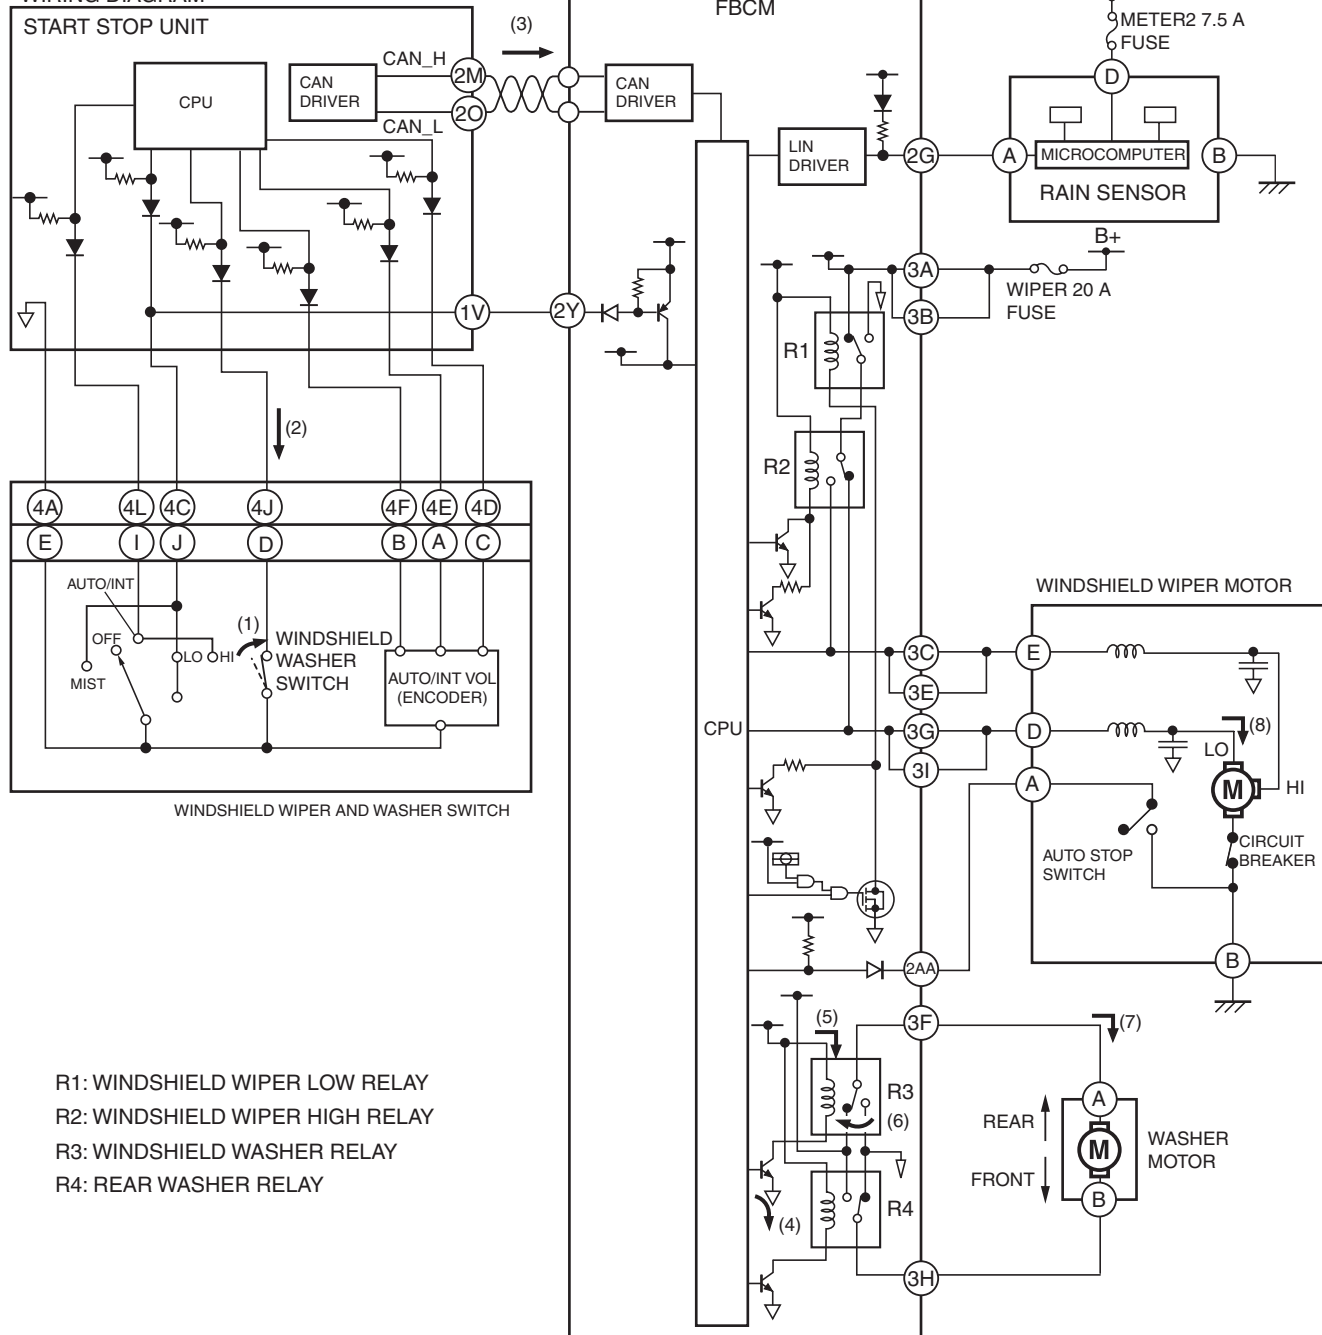 START STOP UNIT
FBCM
(3)
METER2 7.5 A
FUSE
CAN_H
2M
D
CPU
CAN
DRIVER
CAN
DRIVER
2O
CAN_L
LIN
DRIVER
2G
A
MICROCOMPUTER
B
RAIN SENSOR
B+
3A
WIPER 20 A
FUSE
1V
2Y
3B
R1
(2)
R2
4A
4L
4C
4J
4F
4E
4D
E
I
J
D
B
A
C
AUTO/INT
WINDSHIELD WIPER MOTOR
(1)
OFF
WINDSHIELD
WASHER
SWITCH
LO
HI
MIST
AUTO/INT VOL
(ENCODER)
3C
E
3E
CPU
3G
D
(8)
LO
3I
A
M
HI
WINDSHIELD WIPER AND WASHER SWITCH
AUTO STOP
SWITCH
CIRCUIT
BREAKER
2AA
B
(5)
3F
(7)
R1: WINDSHIELD WIPER LOW RELAY
R2: WINDSHIELD WIPER HIGH RELAY
R3: WINDSHIELD WASHER RELAY
R4: REAR WASHER RELAY
R3
(6)
A
REAR
M
WASHER
MOTOR
FRONT
B
R4
(4)
3H